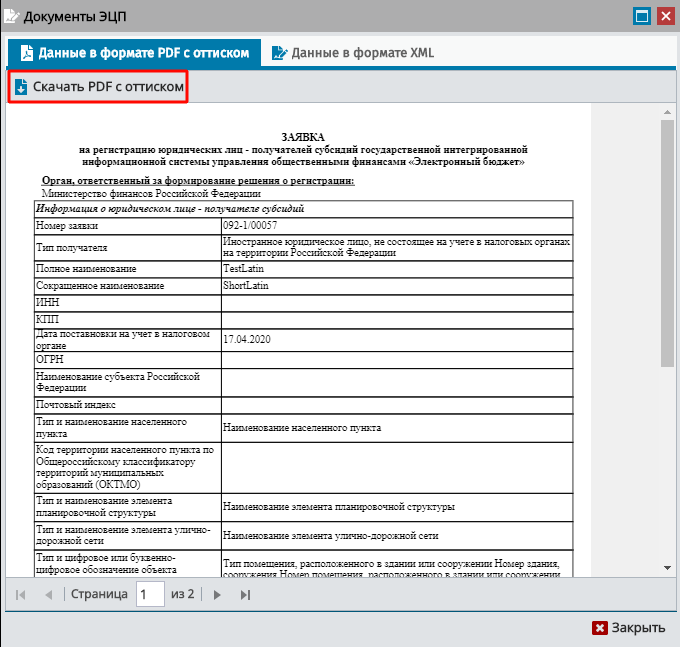 Документы ЭЦП
Данные в формате PDF с оттиском
Данные в формате XML
Скачать PDF с оттиском
ЗАЯВКА
на регистрацию юридических лиц - получателей субсидий государственной интегрированной
информационной системы управления общественными финансами «Электронный бюджет»
Орган, ответственный за формирование решения о регистрации:
Министерство финансов Российской Федерации
Информация о юридическом лице - получателе субсидий
Номер заявки 092-1/00057
Тип получателя Иностранное юридическое лицо, не состоящее на учете в налоговых органах
на территории Российской Федерации
Полное наименование TestLatin
Сокращенное наименование ShortLatin
ИНН
КПП
Дата поставновки на учет в налоговом
органе
17.04.2020
ОГРН
Наименование субъекта Российской
Федерации
Почтовый индекс
Тип и наименование населенного
пункта
Наименование населенного пункта
Код территории населенного пункта по
Общероссийскому классификатору
территорий муниципальных
образований (ОКТМО)
Тип и наименование элемента
планировочной структуры
Наименование элемента планировочной структуры
Тип и наименовение элемента улично-
дорожной сети
Наименование элемента улично-дорожной сети
Тип и цифровое или буквенно-
цифровое обозначение объекта
Тип помещения, расположенного в здании или сооружении Номер здания,
сооружения Номер помещения, расположенного в здании или сооружении
Страница 1 из 2
Закрыть